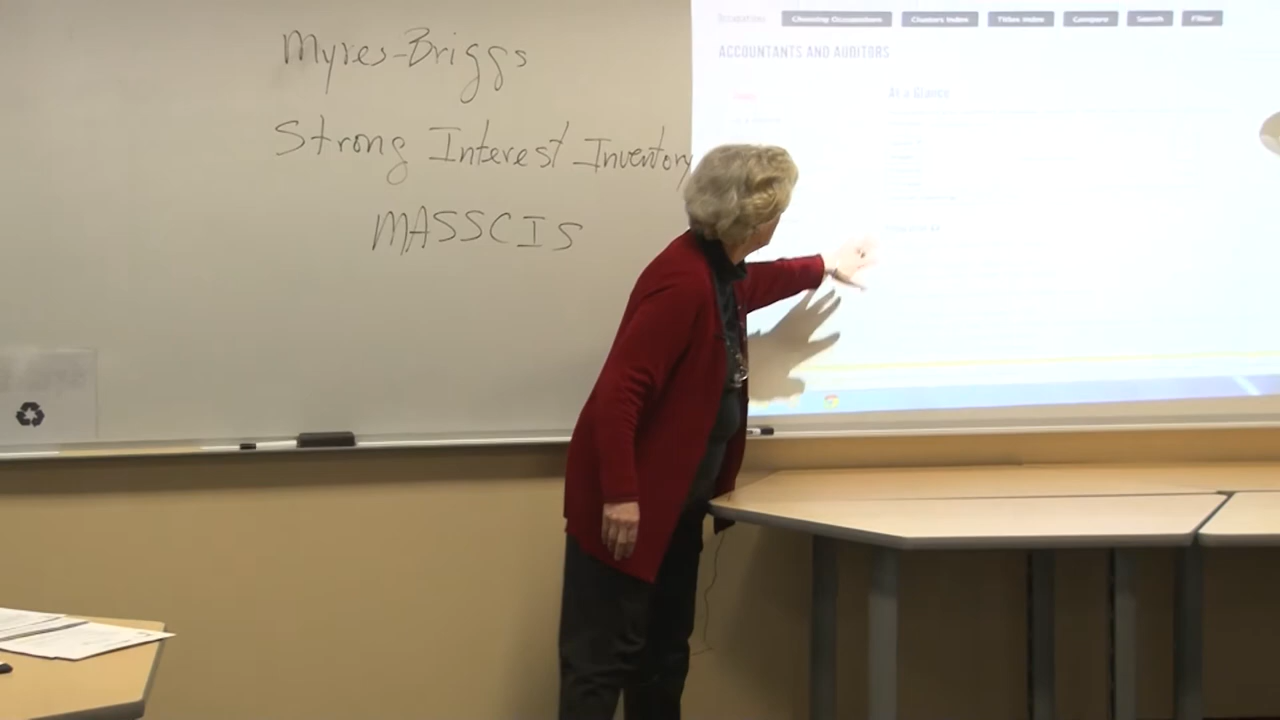 Myres-Briggs
Strong Interest Inventory
MASSCIS
Occupations Choosing Occupations Clusters Index Titles Index Compare Search Filter
ACCOUNTANTS AND AUDITORS
At a Glance